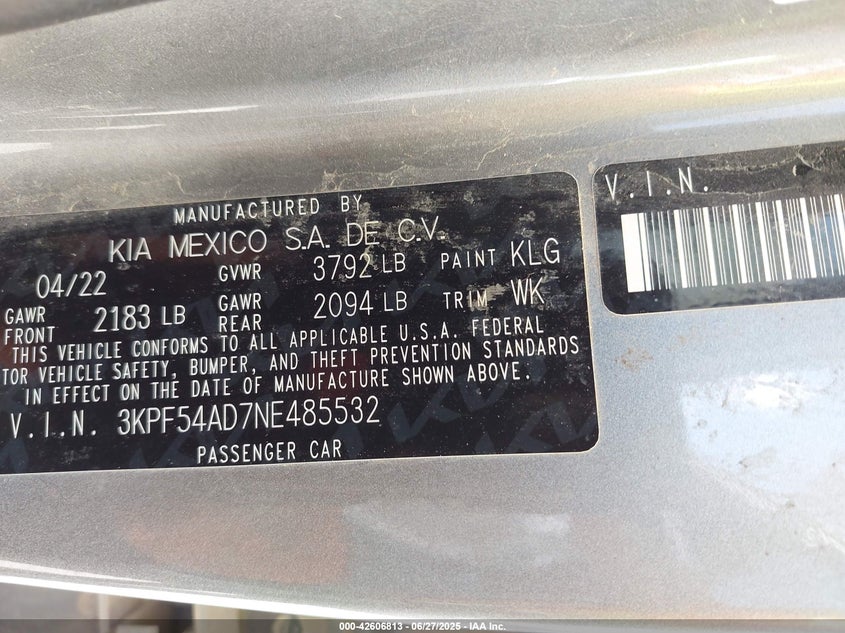 MANUFACTURED BY
KIA MEXICO S.A. DE C.V.
04/22 GVWR 3792 LB PAINT KLG
GAWR FRONT 2183 LB GAWR REAR 2094 LB TRIM WK
THIS VEHICLE CONFORMS TO ALL APPLICABLE U.S.A. FEDERAL
TOR VEHICLE SAFETY, BUMPER, AND THEFT PREVENTION STANDARDS
IN EFFECT ON THE DATE OF MANUFACTURE SHOWN ABOVE.
V.I.N. 3KPF54AD7NE485532
PASSENGER CAR
V.I.N.
000-42606813 - 06/27/2025 - IAA Inc.